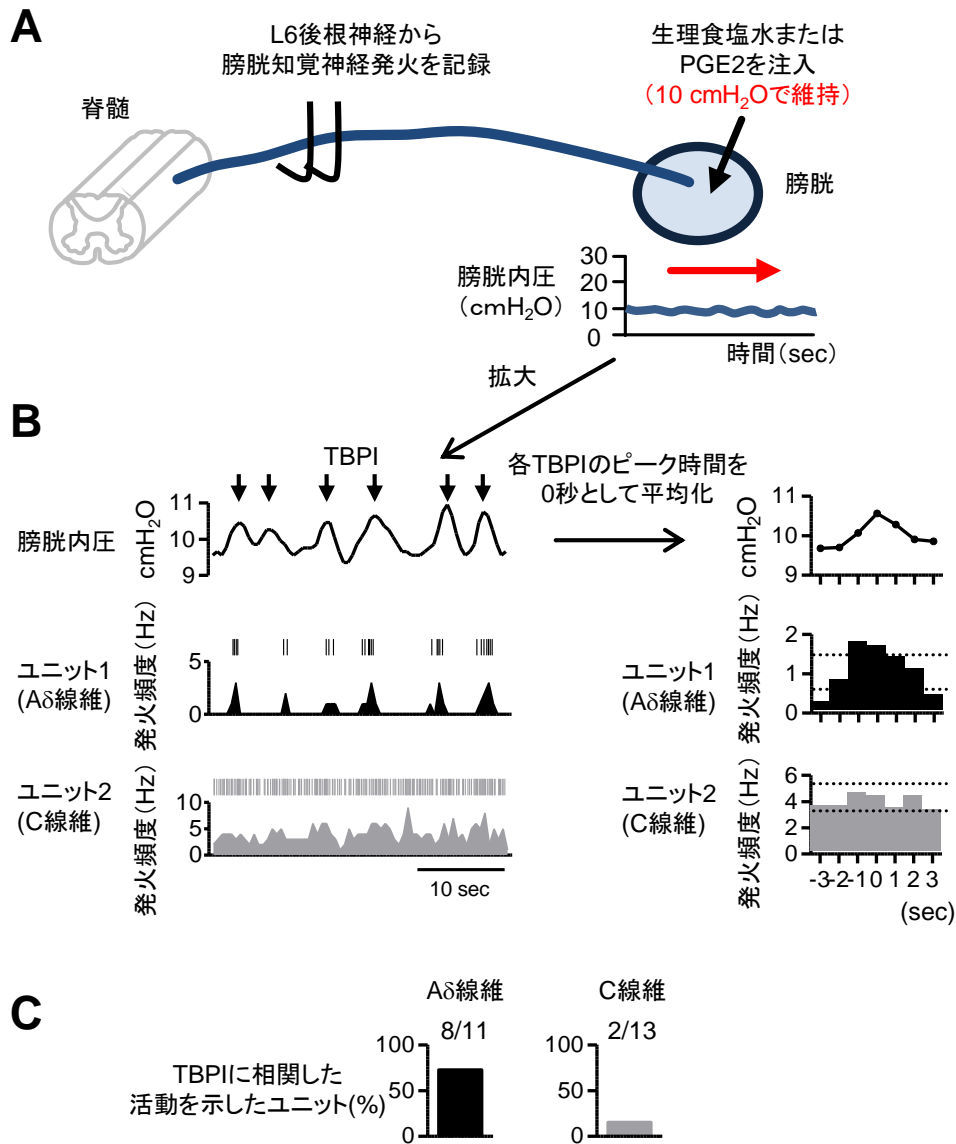 A
L6後根神経から
膀胱知覚神経発火を記録
生理食塩水または
PGE2を注入
（10 cmH2Oで維持）
脊髄
膀胱
膀胱内圧
（cmH2O）
30
20
10
0
時間（sec）
拡大
B
TBPI
各TBPIのピーク時間を
0秒として平均化
膀胱内圧
cmH2O
11
10
9
cmH2O
11
10
9
ユニット1
(Aδ線維)
発火頻度（Hz）
5
0
ユニット1
(Aδ線維)
発火頻度（Hz）
2
1
0
ユニット2
(C線維)
発火頻度（Hz）
10
5
0
10 sec
ユニット2
(C線維)
発火頻度（Hz）
6
4
2
0
-3 -2 -1 0 1 2 3
(sec)
C
Aδ線維
8/11
C線維
2/13
TBPIに相関した
活動を示したユニット(%)
100
50
0
100
50
0